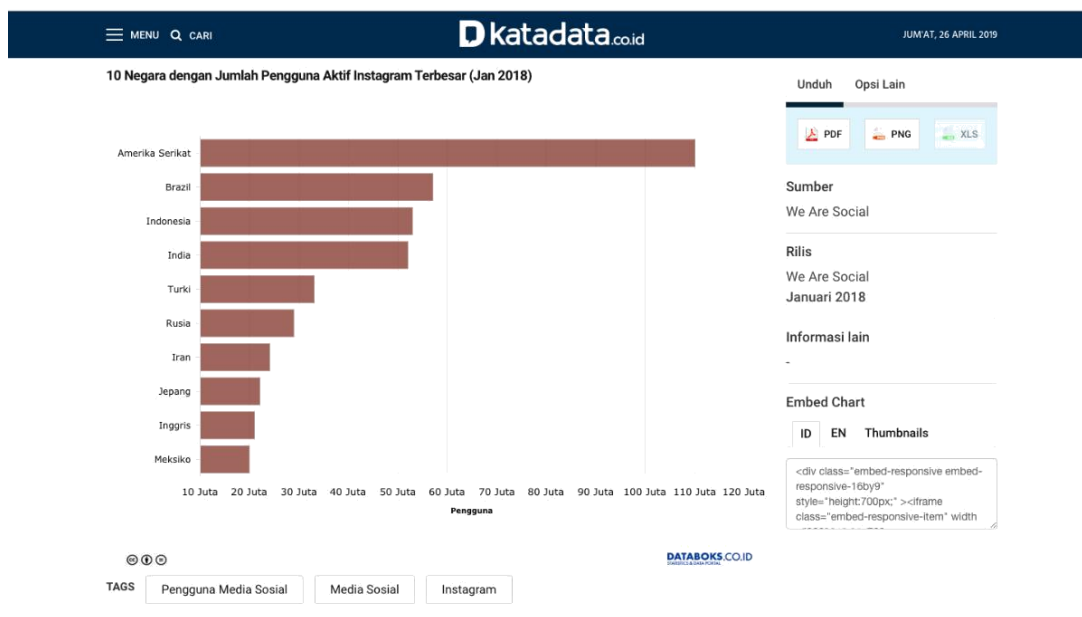 MENU CARI
katadata.co.id
JUM'AT, 26 APRIL 2019
10 Negara dengan Jumlah Pengguna Aktif Instagram Terbesar (Jan 2018)
Amerika Serikat
Brazil
Indonesia
India
Turki
Rusia
Iran
Jepang
Inggris
Meksiko
10 Juta 20 Juta 30 Juta 40 Juta 50 Juta 60 Juta 70 Juta 80 Juta 90 Juta 100 Juta 110 Juta 120 Juta
Pengguna
DATABOKS.CO.ID
TAGS Pengguna Media Sosial Media Sosial Instagram
Unduh Opsi Lain
PDF PNG XLS
Sumber
We Are Social
Rilis
We Are Social
Januari 2018
Informasi lain
-
Embed Chart
ID EN Thumbnails
<div class="embed-responsive embed-
responsive-16by9"
style="height:700px;" ><iframe
class="embed-responsive-item" width